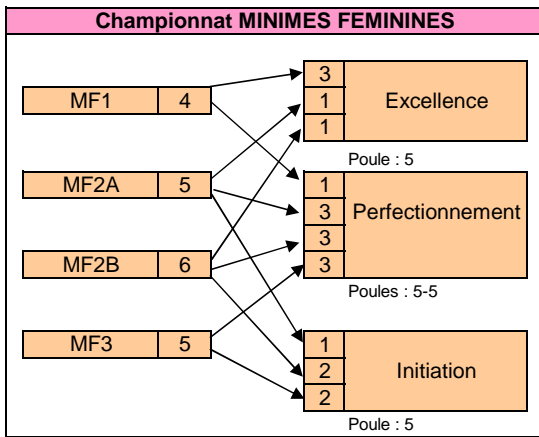 Championnat MINIMES FEMININES
MF1 4
MF2A 5
MF2B 6
MF3 5
3
1 Excellence
1
Poule : 5
1
3 Perfectionnement
3
3
Poules : 5-5
1
2 Initiation
2
Poule : 5